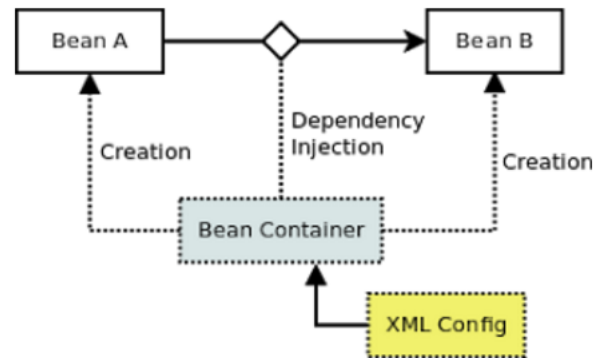 Bean A
Bean B
Dependency
Injection
Creation
Creation
Bean Container
XML Config